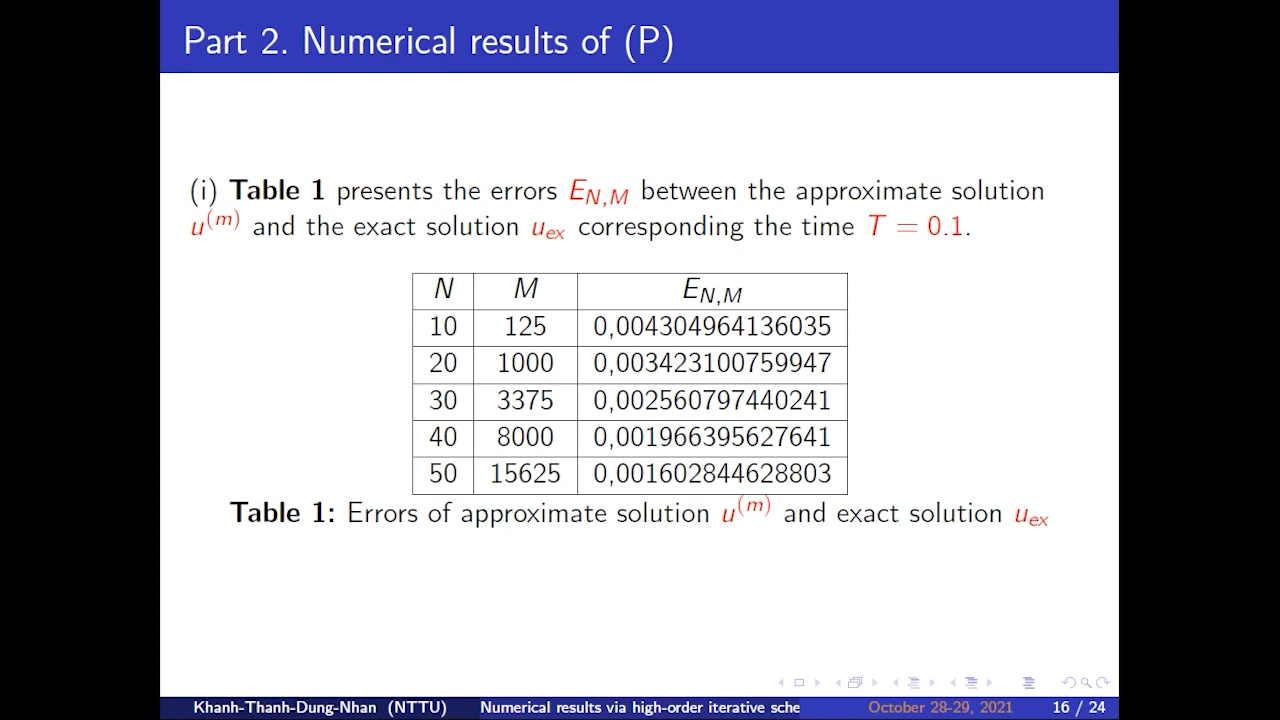 Part 2. Numerical results of (P)
(i) Table 1 presents the errors E_{N,M} between the approximate solution
u^{(m)} and the exact solution u_{ex} corresponding the time T = 0.1.
N M E_{N,M}
10 125 0,004304964136035
20 1000 0,003423100759947
30 3375 0,002560797440241
40 8000 0,001966395627641
50 15625 0,001602844628803
Table 1: Errors of approximate solution u^{(m)} and exact solution u_{ex}
Khanh-Thanh-Dung-Nhan (NTTU) Numerical results via high-order iterative sche October 28-29, 2021 16 / 24